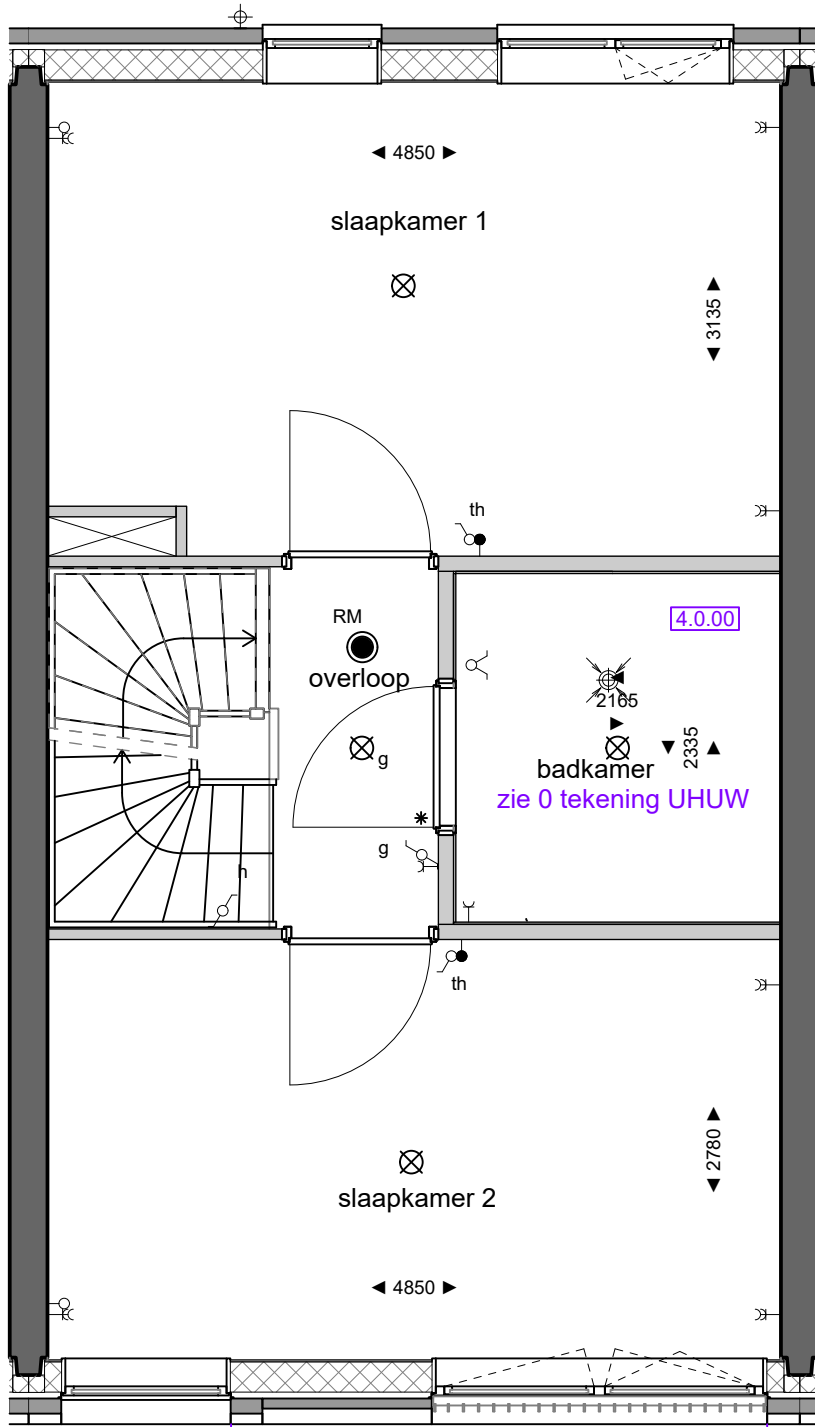 ◄ 4850 ►
slaapkamer 1
◄ 3135 ►
th
RM
4.0.00
overloop
◄ 2165 ►
◄ 2335 ►
g
badkamer
zie 0 tekening UHUW
g
h
th
◄ 2780 ►
slaapkamer 2
◄ 4850 ►